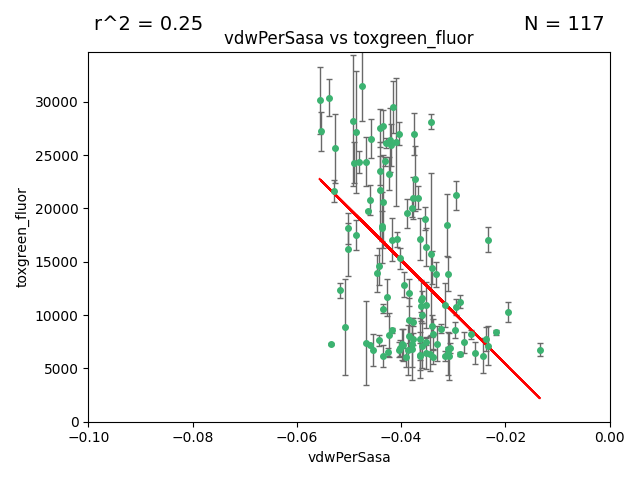 r^2 = 0.25
N = 117
vdwPerSasa vs toxgreen_fluor
30000
25000
20000
15000
10000
5000
0
toxgreen_fluor
−0.10
−0.08
−0.06
−0.04
−0.02
0.00
vdwPerSasa